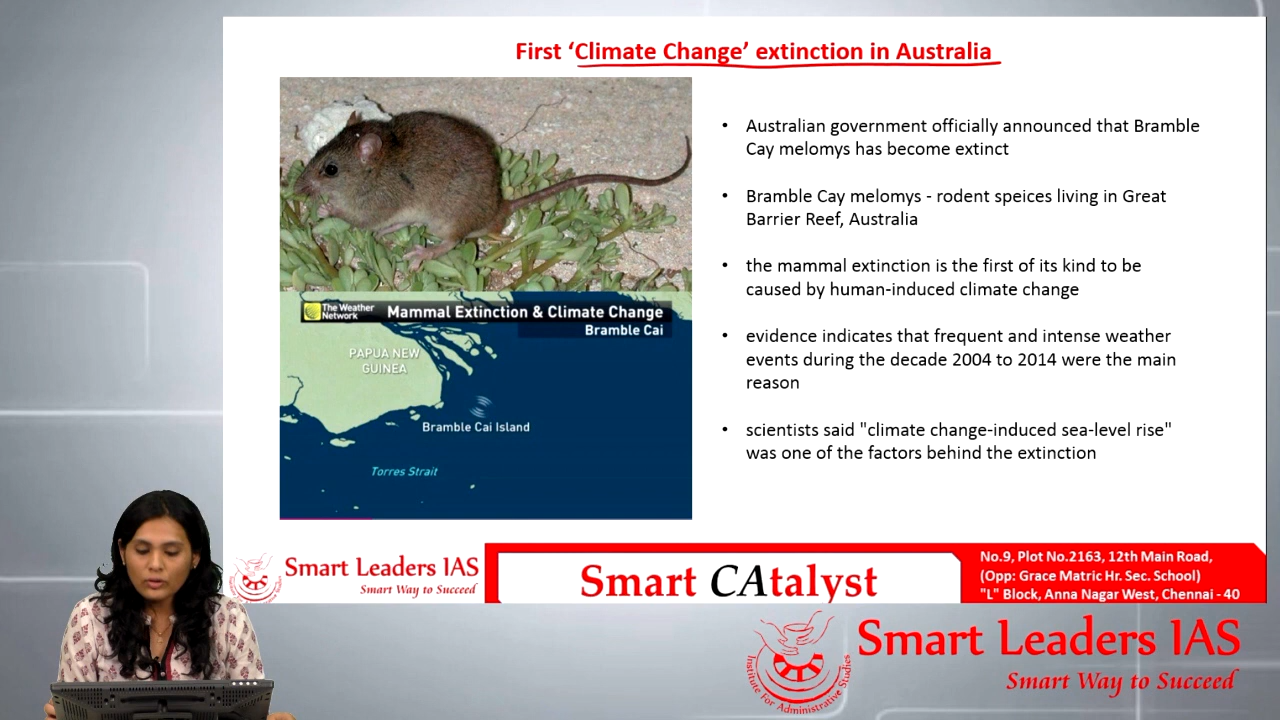 First ‘Climate Change’ extinction in Australia
• Australian government officially announced that Bramble
Cay melomys has become extinct
• Bramble Cay melomys - rodent speices living in Great
Barrier Reef, Australia
• the mammal extinction is the first of its kind to be
caused by human-induced climate change
• evidence indicates that frequent and intense weather
events during the decade 2004 to 2014 were the main
reason
• scientists said "climate change-induced sea-level rise"
was one of the factors behind the extinction
The Weather
Network
Mammal Extinction & Climate Change
Bramble Cai
PAPUA NEW
GUINEA
Bramble Cai Island
Torres Strait
Smart Leaders IAS
Smart Way to Succeed
Smart CAtalyst
No.9, Plot No.2163, 12th Main Road,
(Opp: Grace Matric Hr. Sec. School)
"L" Block, Anna Nagar West, Chennai - 40
Institute For Administrative Studies
Smart Leaders IAS
Smart Way to Succeed